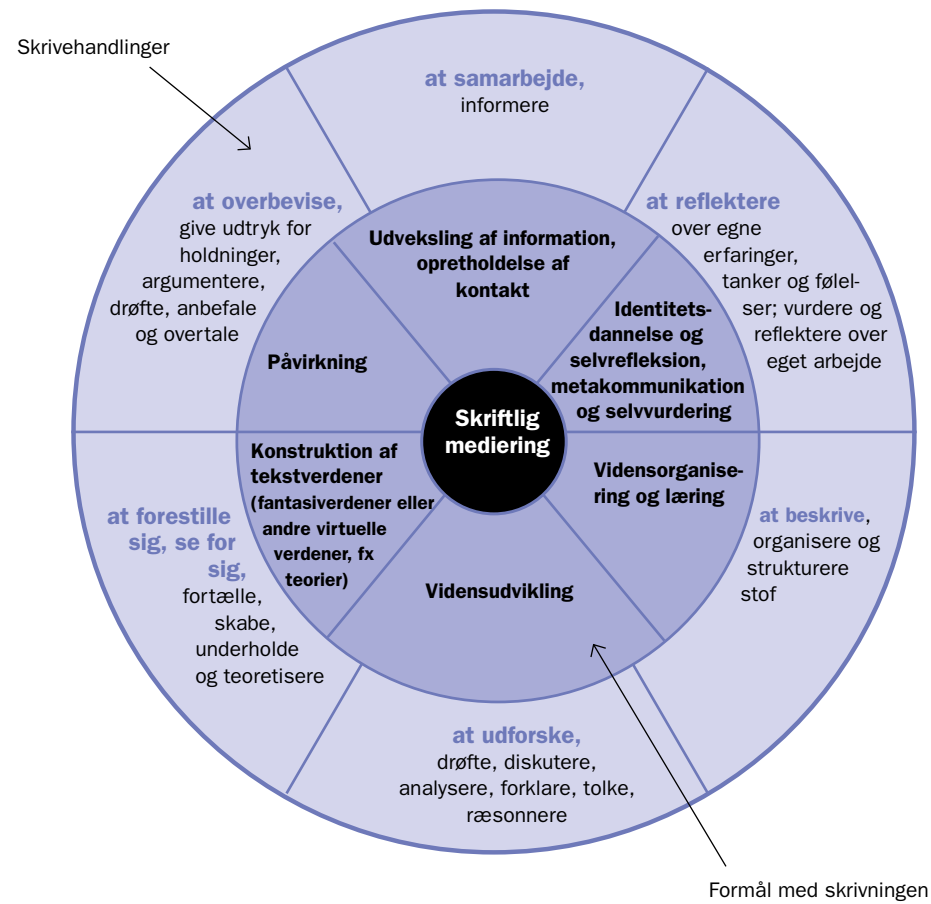 Skrivehandlinger
at samarbejde,
informere
at overbevise,
give udtryk for
holdninger,
argumentere,
drøfte, anbefale
og overtale
at reflektere
over egne
erfaringer,
tanker og følel-
ser; vurdere og
reflektere over
eget arbejde
Udveksling af information,
opretholdelse af
kontakt
Identitets-
dannelse og
selvrefleksion,
metakommunikation
og selvvurdering
Påvirkning
Skriftlig
mediering
Konstruktion af
tekstverdener
(fantasiverdener eller
andre virtuelle
verdener, fx
teorier)
Vidensorganise-
ring og læring
Vidensudvikling
at forestille
sig, se for
sig,
fortælle,
skabe,
underholde
og teoretisere
at beskrive,
organisere og
strukturere
stof
at udforske,
drøfte, diskutere,
analysere, forklare, tolke,
ræsonnere
Formål med skrivningen